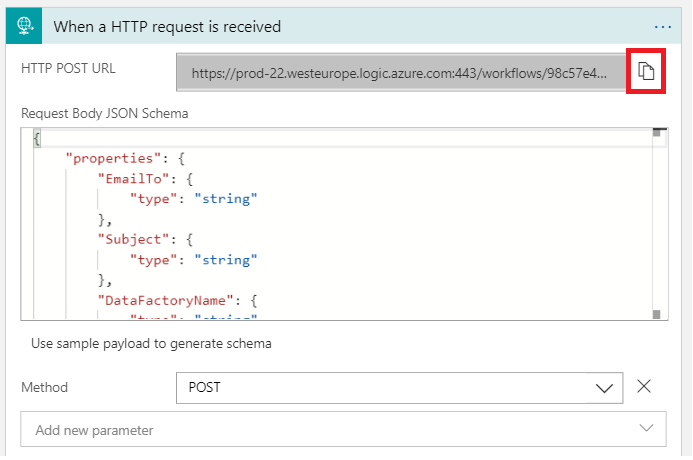 When a HTTP request is received
...
HTTP POST URL
https://prod-22.westeurope.logic.azure.com:443/workflows/98c57e4...
Request Body JSON Schema
{
"properties": {
"EmailTo": {
"type": "string"
},
"Subject": {
"type": "string"
},
"DataFactoryName": {
"type": "string"
Use sample payload to generate schema
Method
POST
Add new parameter